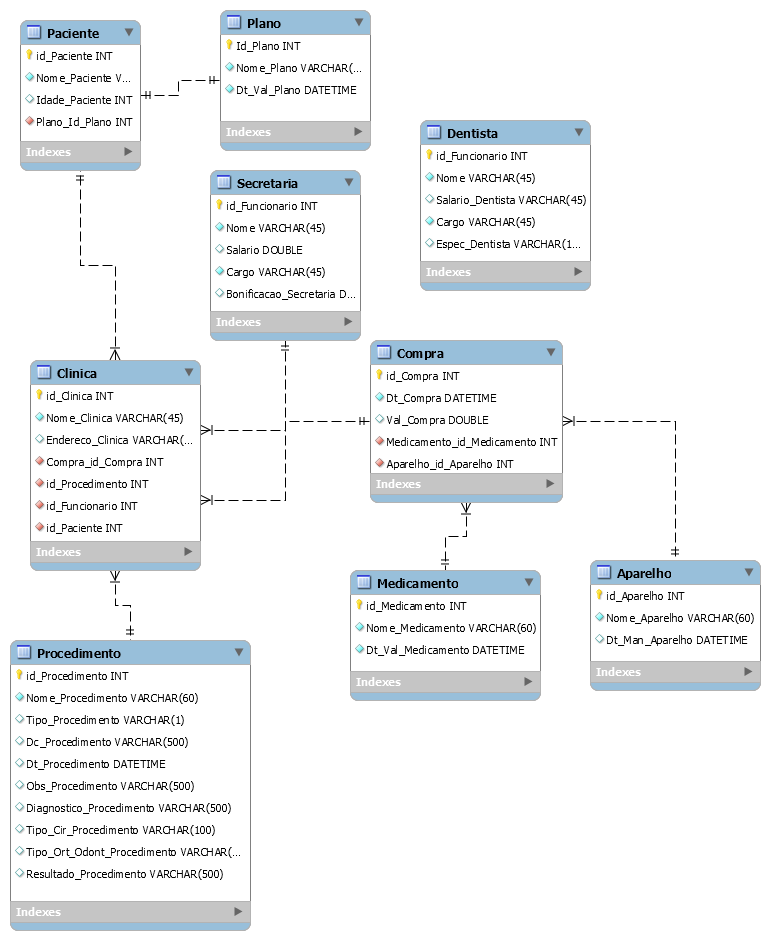 Paciente
id_Paciente INT
Nome_Paciente V...
Idade_Paciente INT
Plano_Id_Plano INT
Indexes
Plano
Id_Plano INT
Nome_Plano VARCHAR(...
Dt_Val_Plano DATETIME
Indexes
Dentista
id_Funcionario INT
Nome VARCHAR(45)
Salario_Dentista VARCHAR(45)
Cargo VARCHAR(45)
Espec_Dentista VARCHAR(1...
Indexes
Secretaria
id_Funcionario INT
Nome VARCHAR(45)
Salario DOUBLE
Cargo VARCHAR(45)
Bonificacao_Secretaria D...
Indexes
Clinica
id_Clinica INT
Nome_Clinica VARCHAR(45)
Endereco_Clinica VARCHAR(...
Compra_id_Compra INT
id_Procedimento INT
id_Funcionario INT
id_Paciente INT
Indexes
Compra
id_Compra INT
Dt_Compra DATETIME
Val_Compra DOUBLE
Medicamento_id_Medicamento INT
Aparelho_id_Aparelho INT
Indexes
Medicamento
id_Medicamento INT
Nome_Medicamento VARCHAR(60)
Dt_Val_Medicamento DATETIME
Indexes
Aparelho
id_Aparelho INT
Nome_Aparelho VARCHAR(60)
Dt_Man_Aparelho DATETIME
Indexes
Procedimento
id_Procedimento INT
Nome_Procedimento VARCHAR(60)
Tipo_Procedimento VARCHAR(1)
Dc_Procedimento VARCHAR(500)
Dt_Procedimento DATETIME
Obs_Procedimento VARCHAR(500)
Diagnostico_Procedimento VARCHAR(500)
Tipo_Cir_Procedimento VARCHAR(100)
Tipo_Ort_Odont_Procedimento VARCHAR(...
Resultado_Procedimento VARCHAR(500)
Indexes